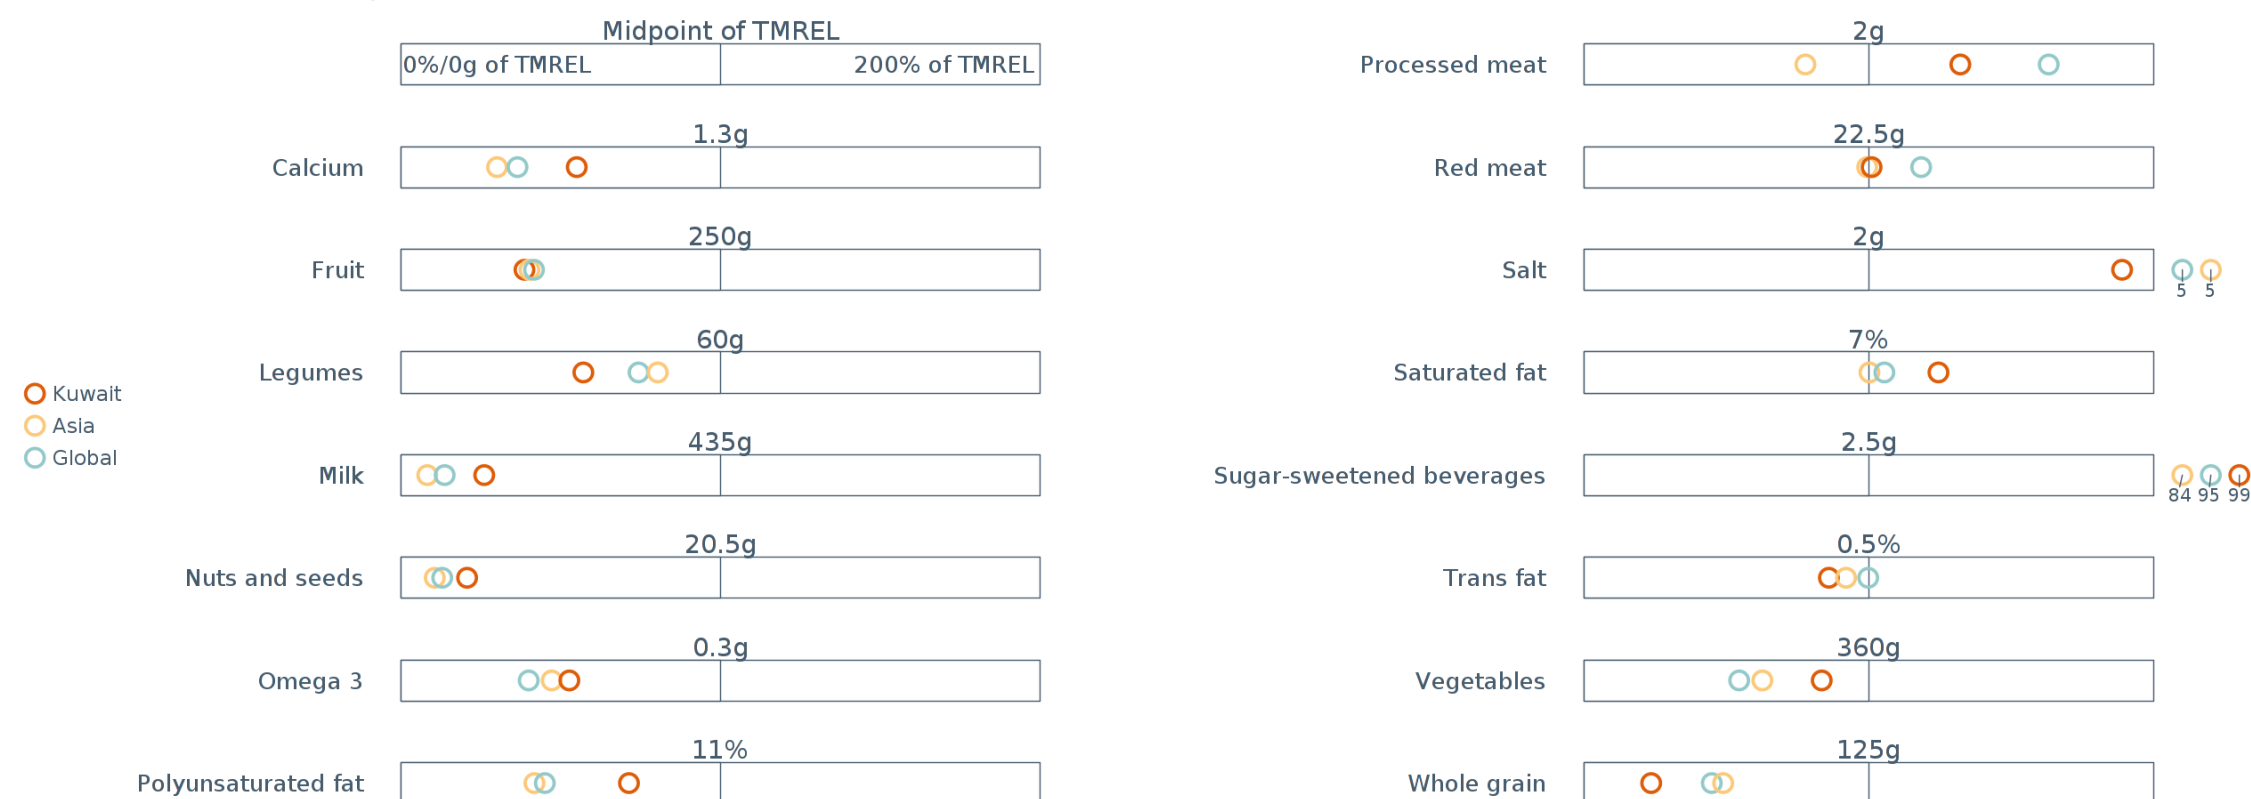 Midpoint of TMREL
0%/0g of TMREL
200% of TMREL
1.3g
Calcium
250g
Fruit
60g
Legumes
Kuwait
Asia
Global
435g
Milk
20.5g
Nuts and seeds
0.3g
Omega 3
11%
Polyunsaturated fat
2g
Processed meat
22.5g
Red meat
2g
Salt
5 5
7%
Saturated fat
2.5g
Sugar-sweetened beverages
84 95 99
0.5%
Trans fat
360g
Vegetables
125g
Whole grain